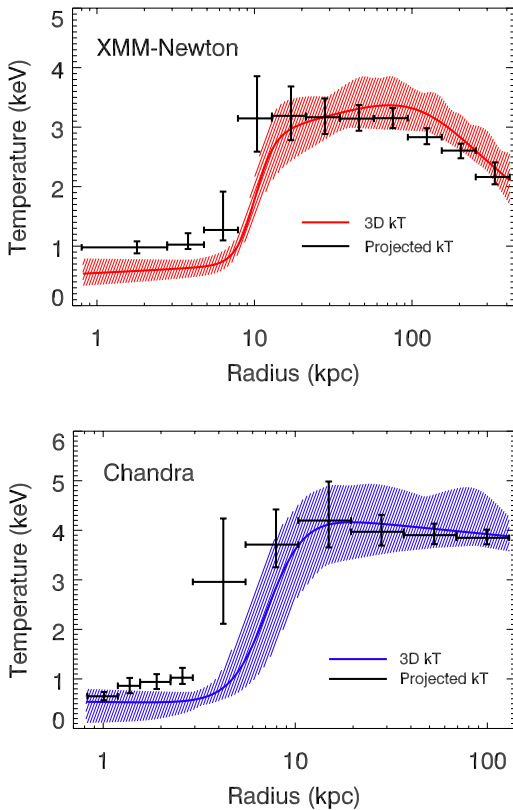 XMM-Newton
5
4
3
2
1
0
Temperature (keV)
3D kT
Projected kT
1
10
100
Radius (kpc)
Chandra
6
5
4
3
2
1
0
Temperature (keV)
3D kT
Projected kT
1
10
100
Radius (kpc)